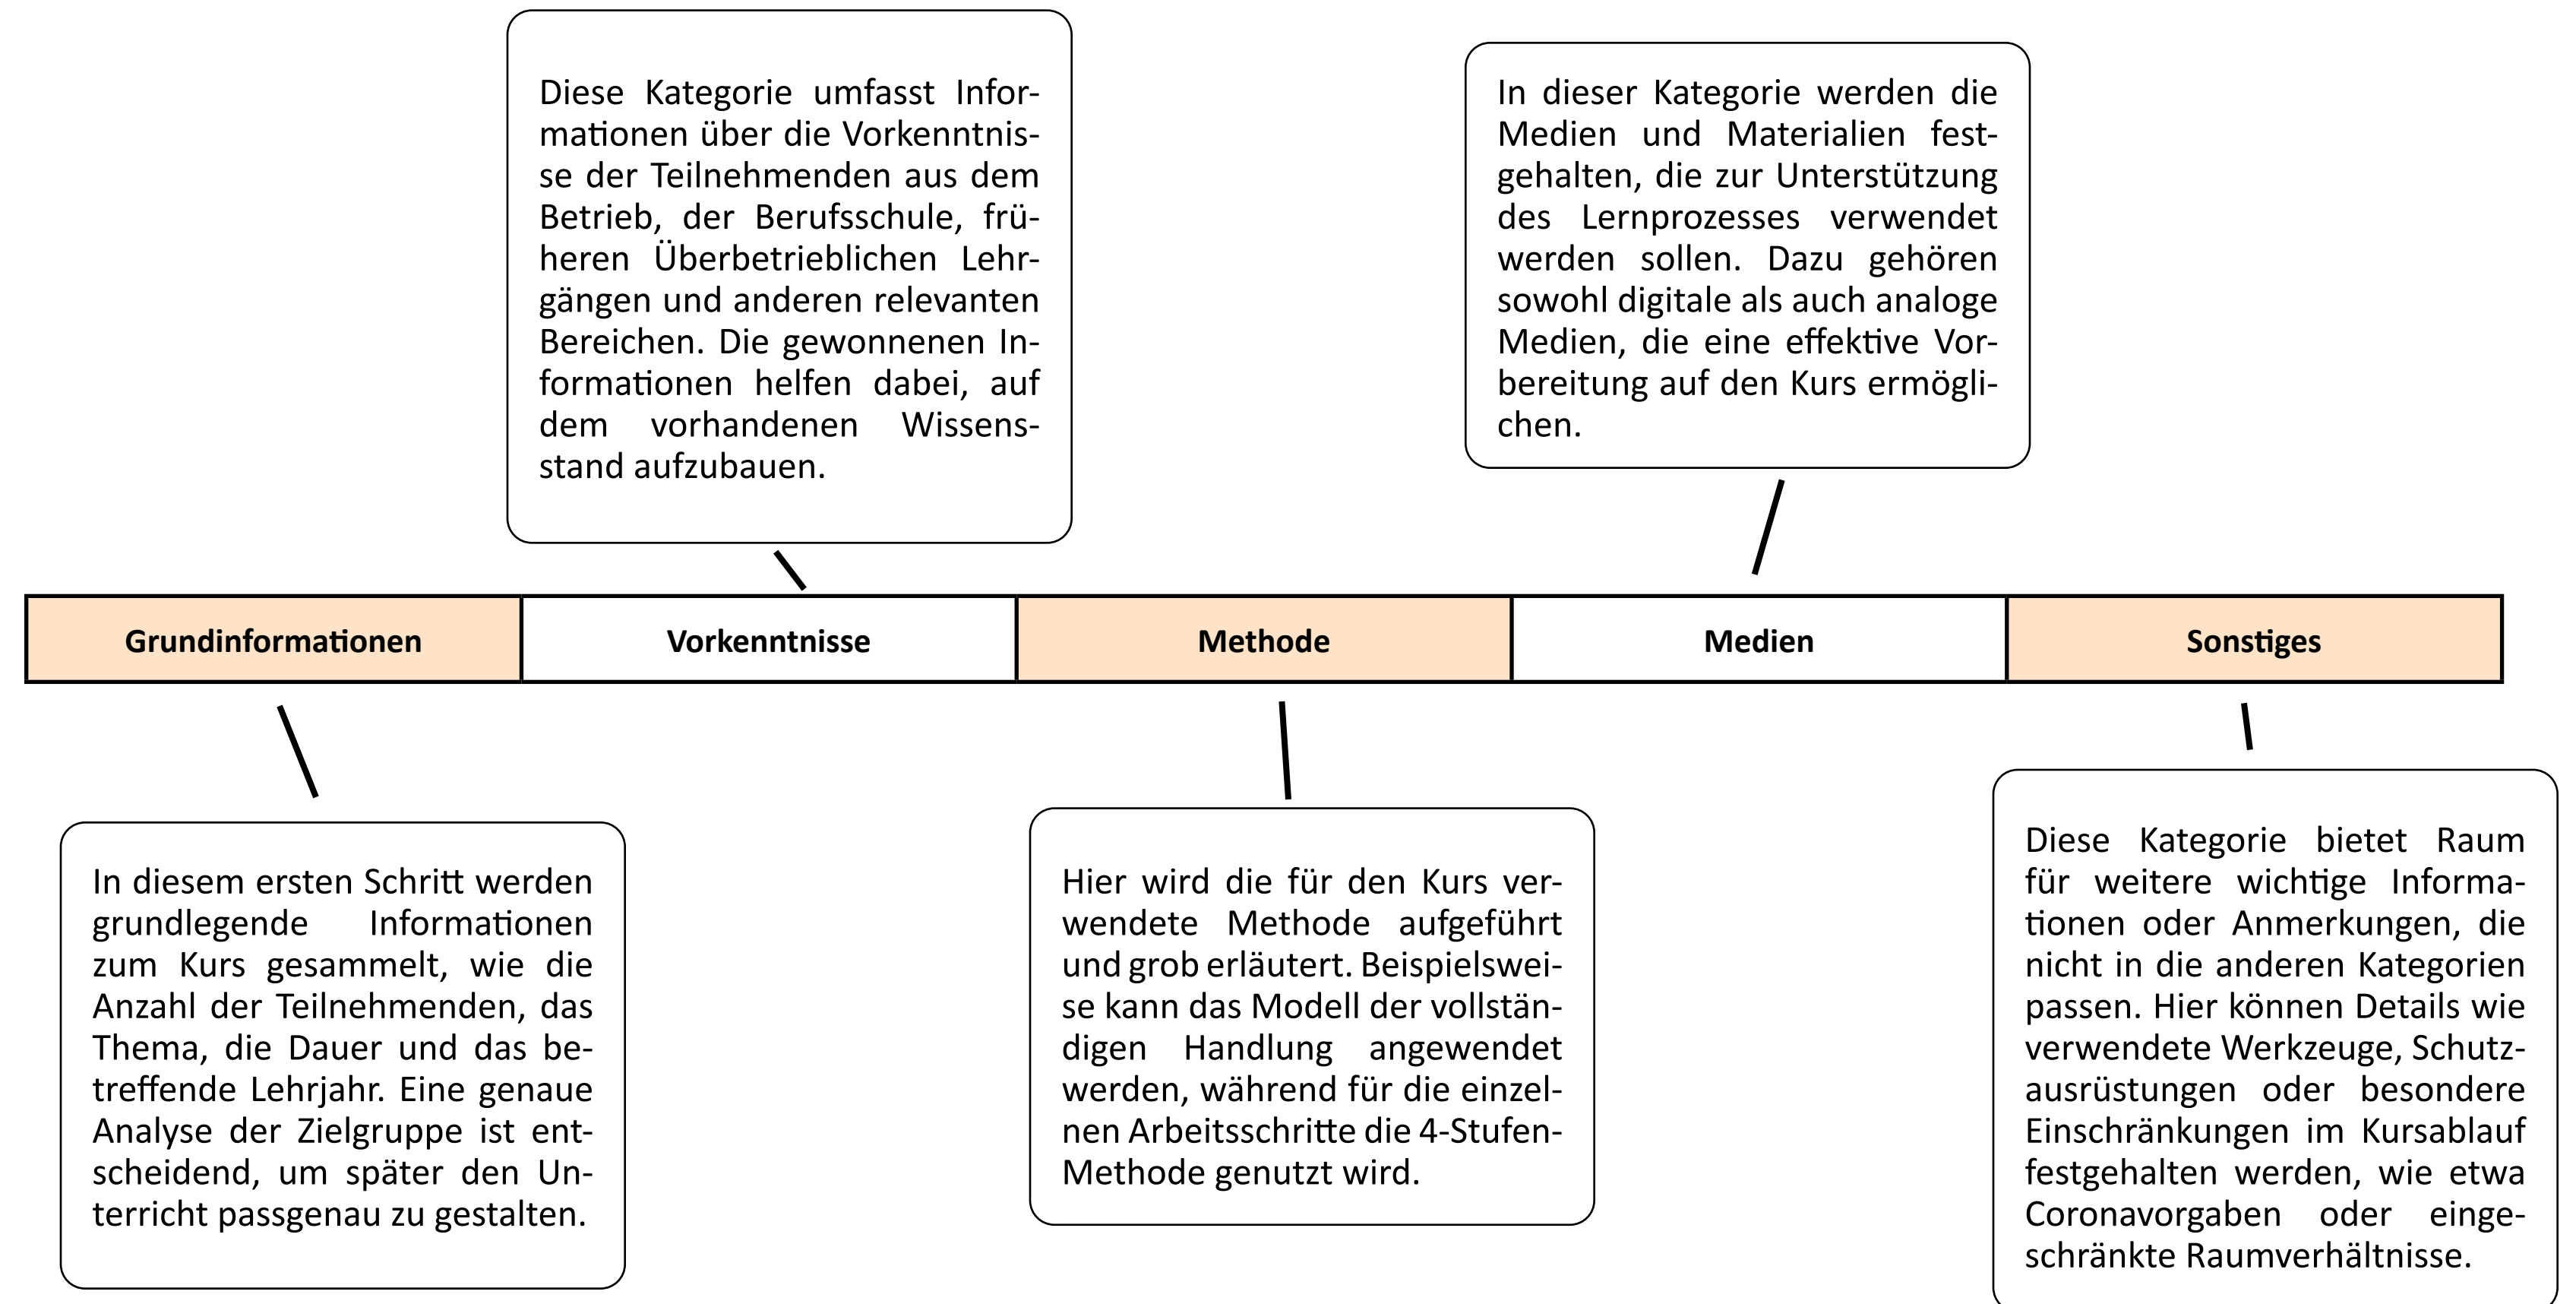 Diese Kategorie umfasst Infor-
mationen über die Vorkenntnis-
se der Teilnehmenden aus dem
Betrieb, der Berufsschule, frü-
heren Überbetrieblichen Lehr-
gängen und anderen relevanten
Bereichen. Die gewonnenen In-
formationen helfen dabei, auf
dem vorhandenen Wissens-
stand aufzubauen.
In dieser Kategorie werden die
Medien und Materialien fest-
gehalten, die zur Unterstützung
des Lernprozesses verwendet
werden sollen. Dazu gehören
sowohl digitale als auch analoge
Medien, die eine effektive Vor-
bereitung auf den Kurs ermögli-
chen.
Grundinformationen
Vorkenntnisse
Methode
Medien
Sonstiges
In diesem ersten Schritt werden
grundlegende Informationen
zum Kurs gesammelt, wie die
Anzahl der Teilnehmenden, das
Thema, die Dauer und das be-
treffende Lehrjahr. Eine genaue
Analyse der Zielgruppe ist ent-
scheidend, um später den Un-
terricht passgenau zu gestalten.
Hier wird die für den Kurs ver-
wendete Methode aufgeführt
und grob erläutert. Beispielswei-
se kann das Modell der vollstän-
digen Handlung angewendet
werden, während für die einzel-
nen Arbeitsschritte die 4-Stufen-
Methode genutzt wird.
Diese Kategorie bietet Raum
für weitere wichtige Informa-
tionen oder Anmerkungen, die
nicht in die anderen Kategorien
passen. Hier können Details wie
verwendete Werkzeuge, Schutz-
ausrüstungen oder besondere
Einschränkungen im Kursablauf
festgehalten werden, wie etwa
Coronavorgaben oder einge-
schränkte Raumverhältnisse.